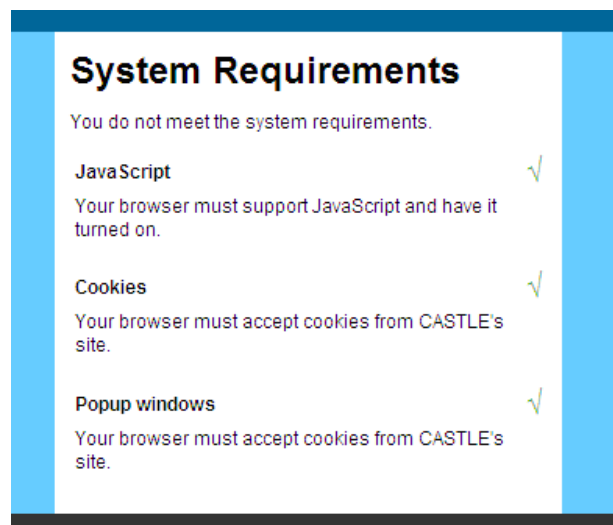 System Requirements
You do not meet the system requirements.
JavaScript √
Your browser must support JavaScript and have it
turned on.
Cookies √
Your browser must accept cookies from CASTLE's
site.
Popup windows √
Your browser must accept cookies from CASTLE's
site.